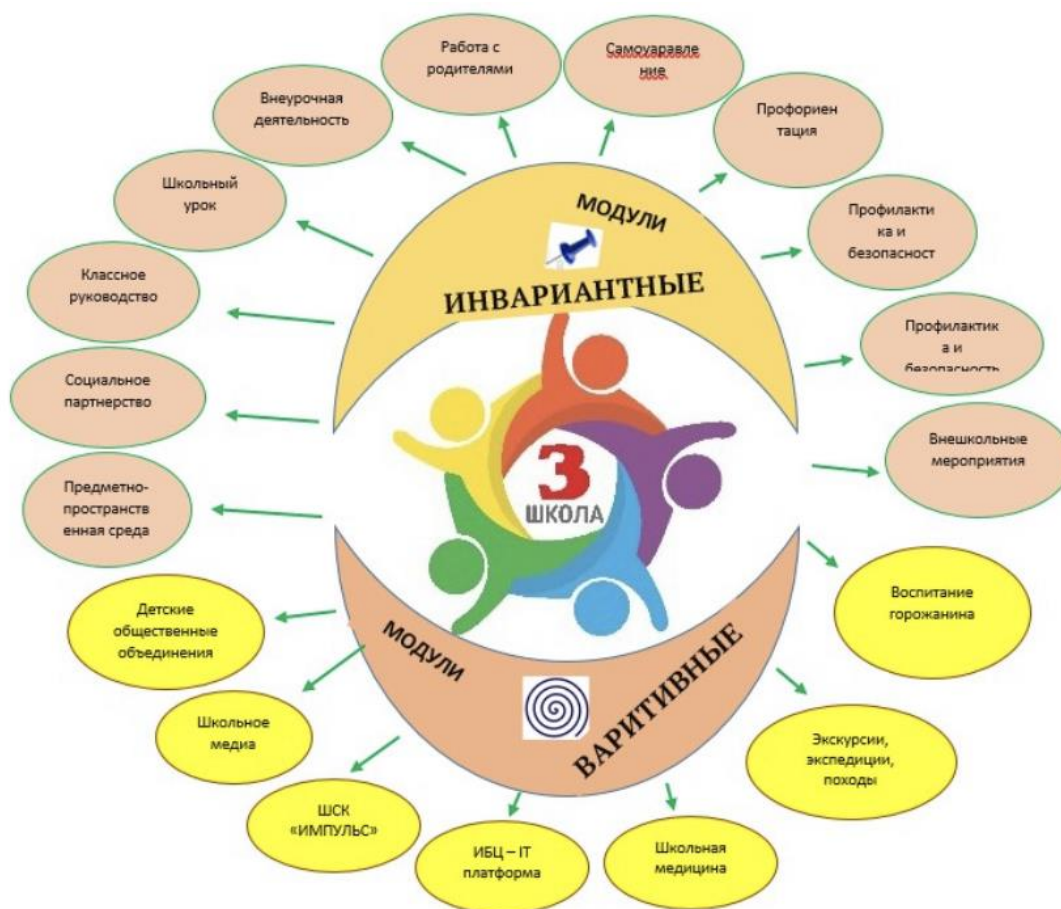 Работа с
родителями
Самоуаравле
ние
Внеурочная
деятельность
Профориен
тация
Школьный
урок
Профилакти
ка и
безопасност
Классное
руководство
Профилактик
а и
безопасность
Социальное
партнерство
Внешкольные
мероприятия
Предметно-
пространств
енная среда
МОДУЛИ
ИНВАРИАНТНЫЕ
3
ШКОЛА
МОДУЛИ
ВАРИТИВНЫЕ
Детские
общественные
объединения
Воспитание
горожанина
Школьное
медиа
Экскурсии,
экспедиции,
походы
ШСК
«ИМПУЛЬС»
ИБЦ – IT
платформа
Школьная
медицина